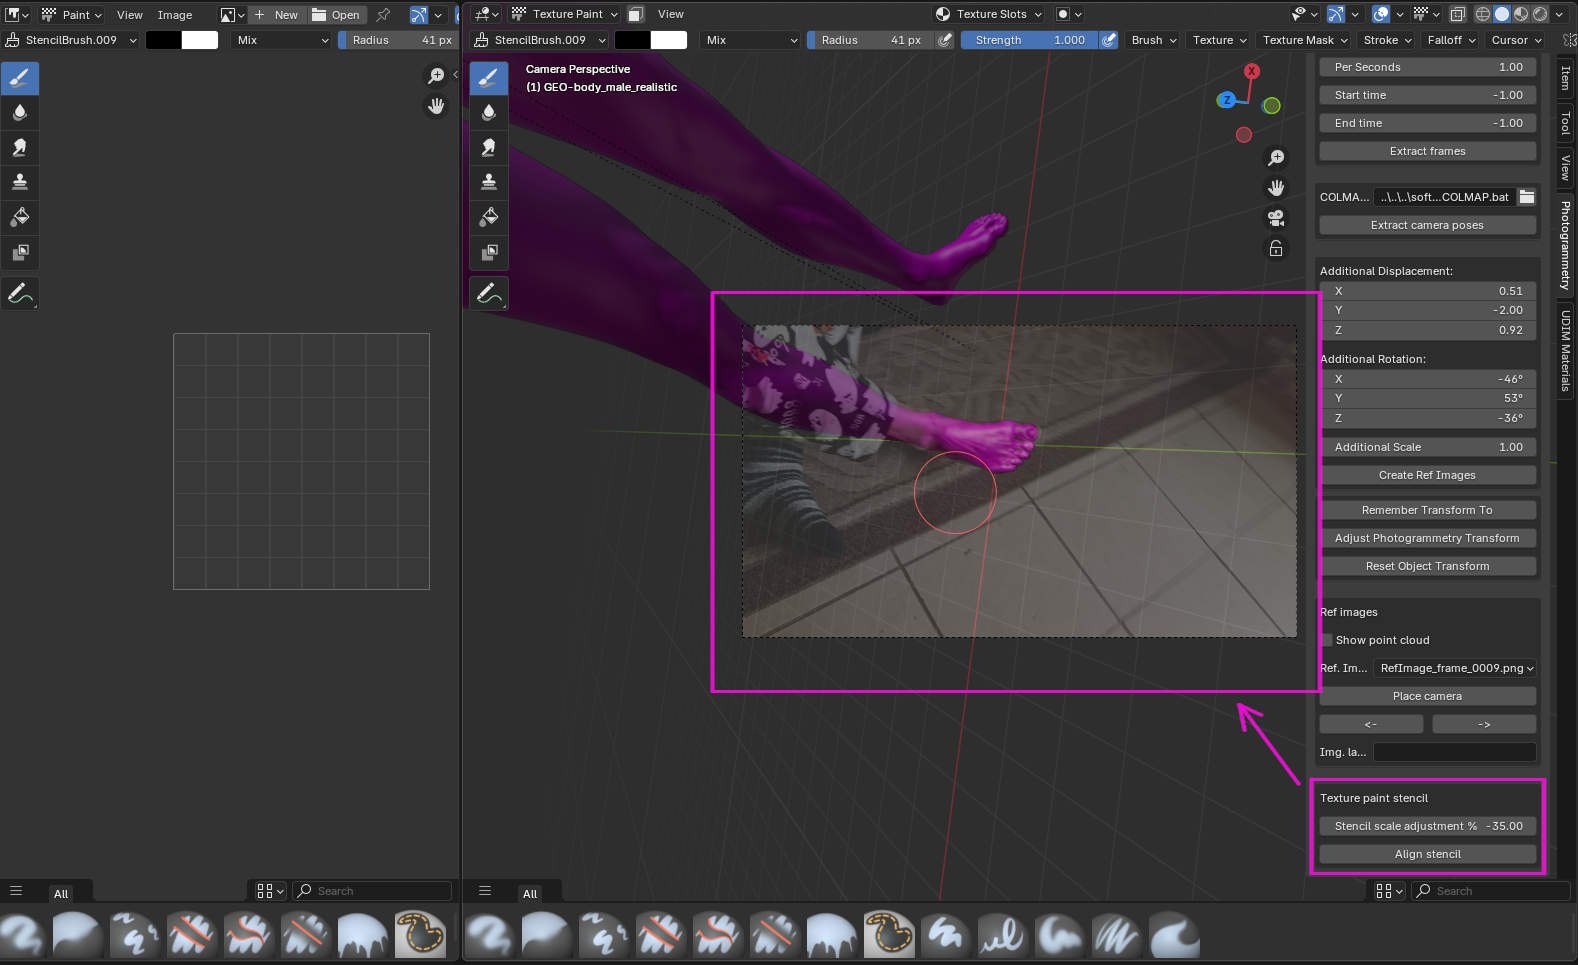 Paint
View
Image
New
Open
StencilBrush.009
Mix
Radius 41 px
All
Search
Texture Paint
View
Texture Slots
StencilBrush.009
Mix
Radius 41 px
Strength 1.000
Brush
Texture
Texture Mask
Stroke
Falloff
Cursor
Camera Perspective
(1) GEO-body_male_realistic
X
Z
Per Seconds 1.00
Start time -1.00
End time -1.00
Extract frames
COLMA... ..\..\..\soft...COLMAP.bat
Extract camera poses
Additional Displacement:
X 0.51
Y -2.00
Z 0.92
Additional Rotation:
X -46°
Y 53°
Z -36°
Additional Scale 1.00
Create Ref Images
Remember Transform To
Adjust Photogrammetry Transform
Reset Object Transform
Ref images
Show point cloud
Ref. Im... RefImage_frame_0009.png
Place camera
<- ->
Img. la...
Texture paint stencil
Stencil scale adjustment % -35.00
Align stencil
Item
Tool
View
Photogrammetry
UDIM Materials
All
Search